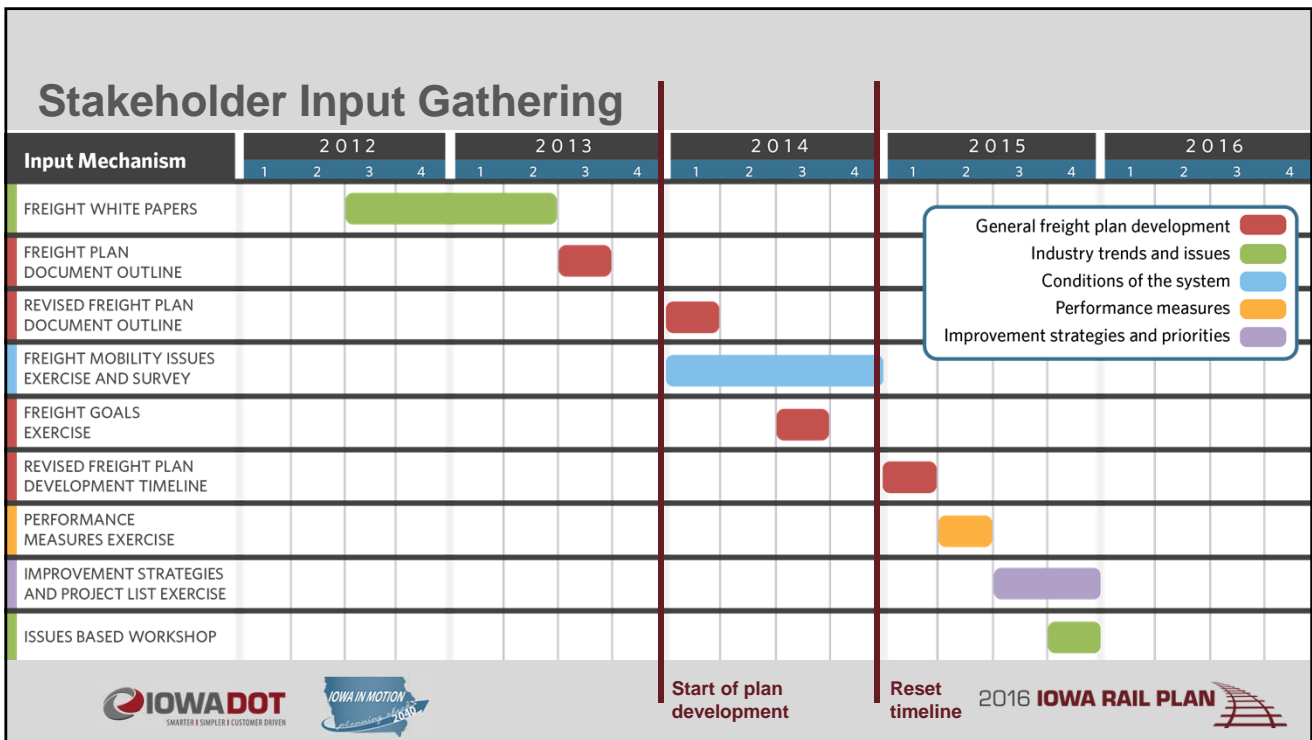 Stakeholder Input Gathering
Input Mechanism
2012 2013 2014 2015 2016
1 2 3 4 1 2 3 4 1 2 3 4 1 2 3 4 1 2 3 4
FREIGHT WHITE PAPERS
FREIGHT PLAN
DOCUMENT OUTLINE
REVISED FREIGHT PLAN
DOCUMENT OUTLINE
FREIGHT MOBILITY ISSUES
EXERCISE AND SURVEY
FREIGHT GOALS
EXERCISE
REVISED FREIGHT PLAN
DEVELOPMENT TIMELINE
PERFORMANCE
MEASURES EXERCISE
IMPROVEMENT STRATEGIES
AND PROJECT LIST EXERCISE
ISSUES BASED WORKSHOP
General freight plan development
Industry trends and issues
Conditions of the system
Performance measures
Improvement strategies and priorities
IOWADOT
SMARTER I SIMPLER I CUSTOMER DRIVEN
IOWA IN MOTION
planning ahead
2040
Start of plan
development
Reset
timeline
2016 IOWA RAIL PLAN